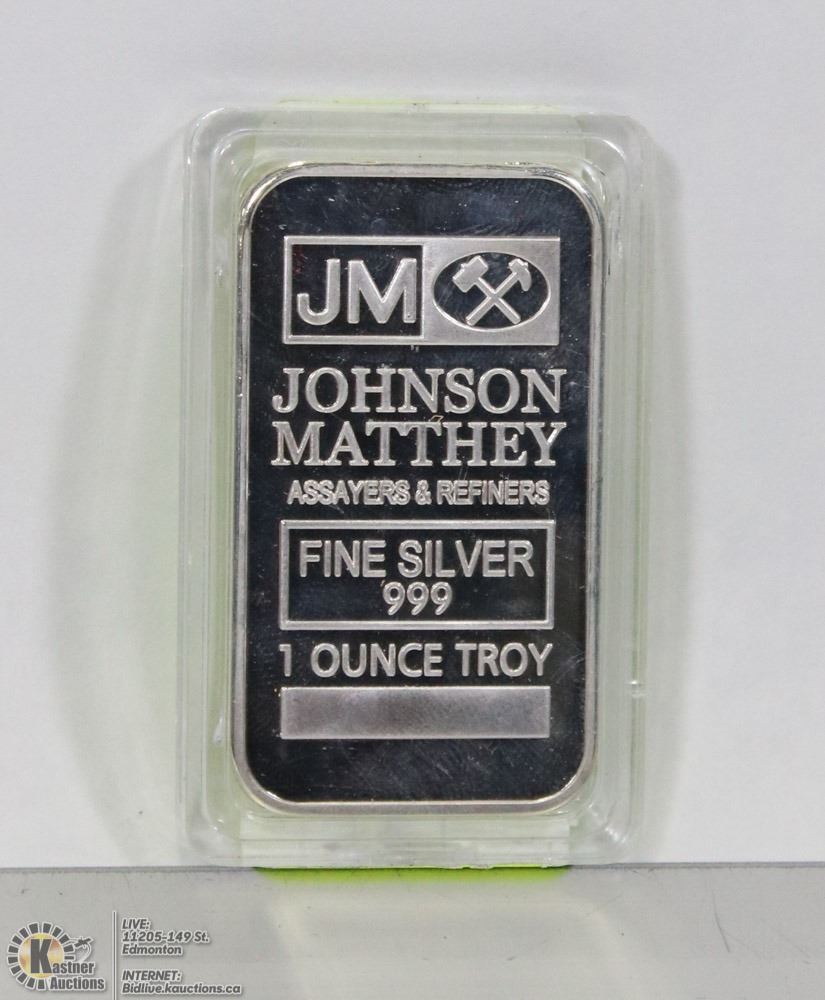 JM
JOHNSON
MATTHEY
ASSAYERS & REFINERS
FINE SILVER
999
1 OUNCE TROY
Kastner
Auctions
LIVE:
11205-149 St.
Edmonton
INTERNET:
Bidlive.kauctions.ca